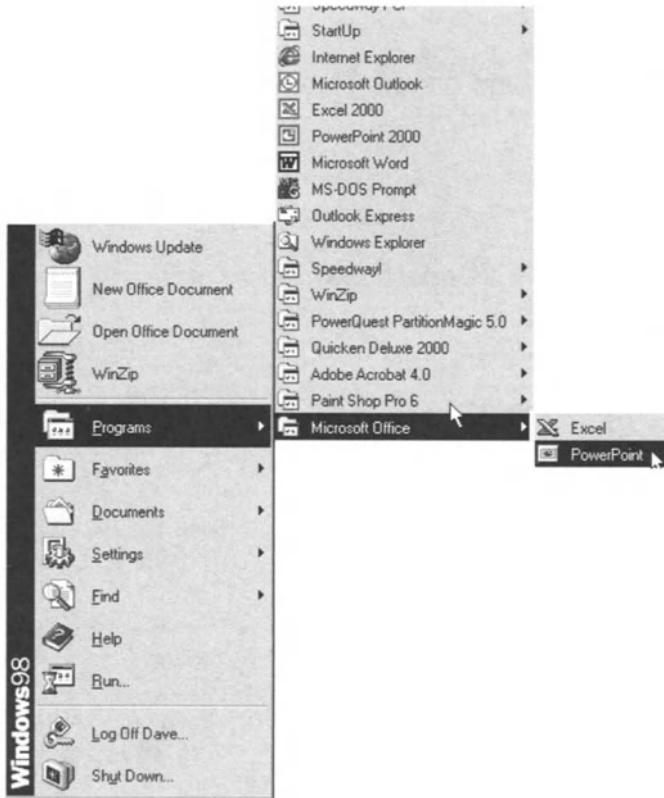 Speedway Per
StartUp
Internet Explorer
Microsoft Outlook
Excel 2000
PowerPoint 2000
Microsoft Word
MS-DOS Prompt
Outlook Express
Windows Explorer
Speedway!
WinZip
PowerQuest PartitionMagic 5.0
Quicken Deluxe 2000
Adobe Acrobat 4.0
Paint Shop Pro 6
Microsoft Office
Excel
PowerPoint
Windows Update
New Office Document
Open Office Document
WinZip
Programs
Favorites
Documents
Settings
Find
Help
Run...
Log Off Dave...
Shut Down...
Windows98